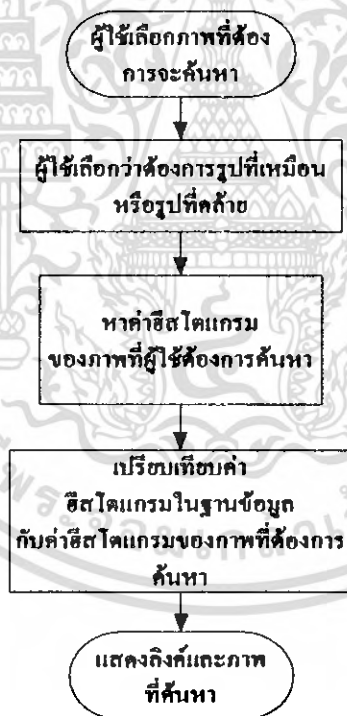 ผู้ใช้เลือกภาพที่ต้อง
การจะค้นหา
ผู้ใช้เลือกว่าต้องการรูปที่เหมือน
หรือรูปที่คล้าย
หาค่าฮีสโตแกรม
ของภาพที่ผู้ใช้ต้องการค้นหา
เปรียบเทียบค่า
ฮีสโตแกรมในฐานข้อมูล
กับค่าฮีสโตแกรมของภาพที่ต้องการ
ค้นหา
แสดงลิงค์และภาพ
ที่ค้นหา